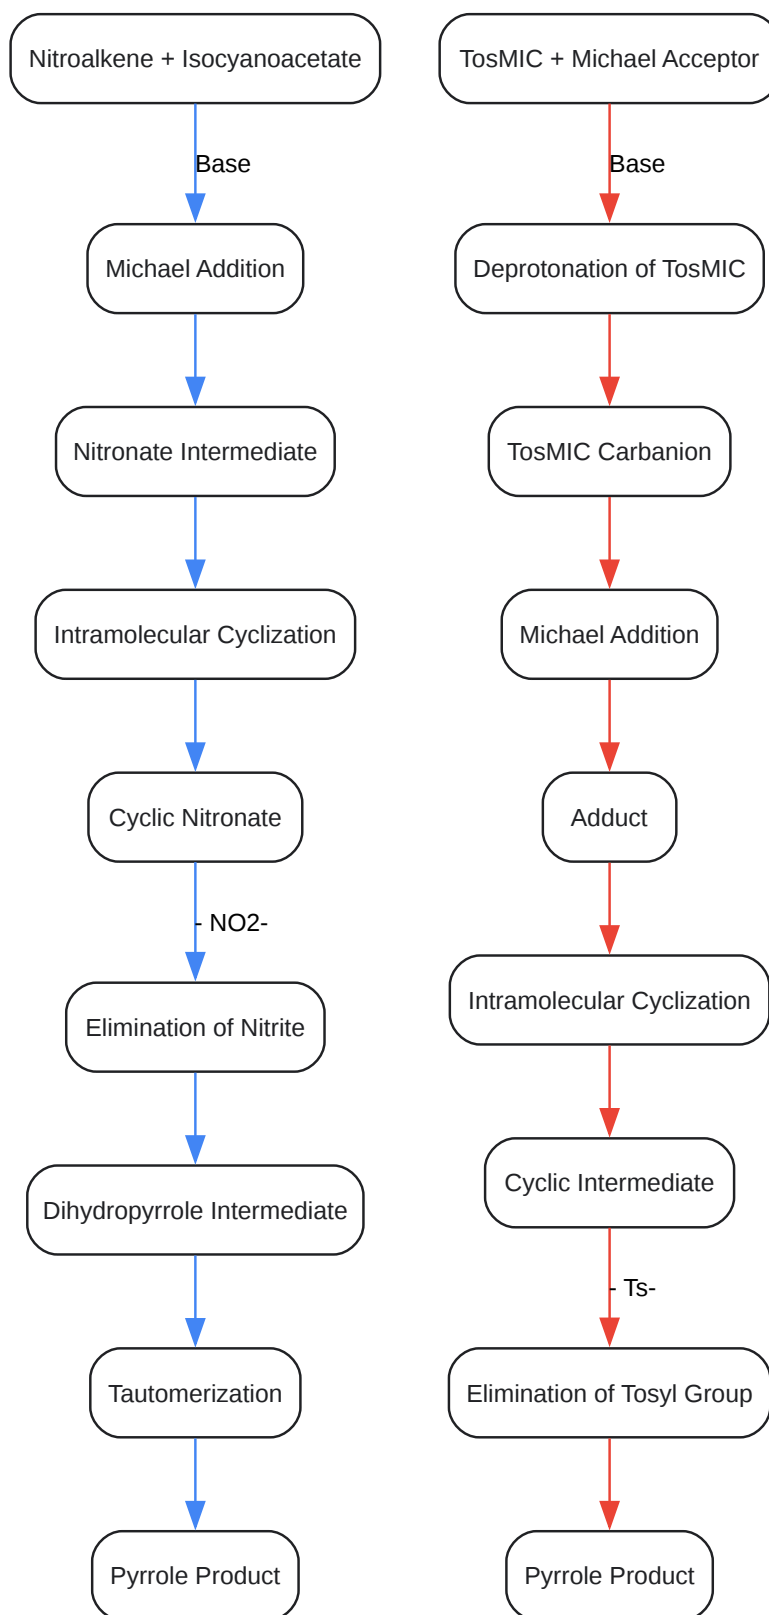 Nitroalkene + Isocyanoacetate
Base
Michael Addition
Nitronate Intermediate
Intramolecular Cyclization
Cyclic Nitronate
- NO2-
Elimination of Nitrite
Dihydropyrrole Intermediate
Tautomerization
Pyrrole Product
TosMIC + Michael Acceptor
Base
Deprotonation of TosMIC
TosMIC Carbanion
Michael Addition
Adduct
Intramolecular Cyclization
Cyclic Intermediate
- Ts-
Elimination of Tosyl Group
Pyrrole Product